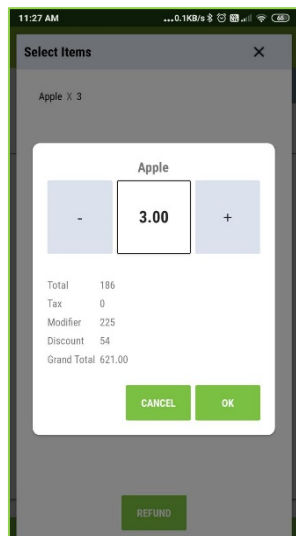 11:27 AM ...0.1KB/s 48
Select Items X
Apple X 3
Apple
- 3.00 +
Total 186
Tax 0
Modifier 225
Discount 54
Grand Total 621.00
CANCEL OK
REFUND